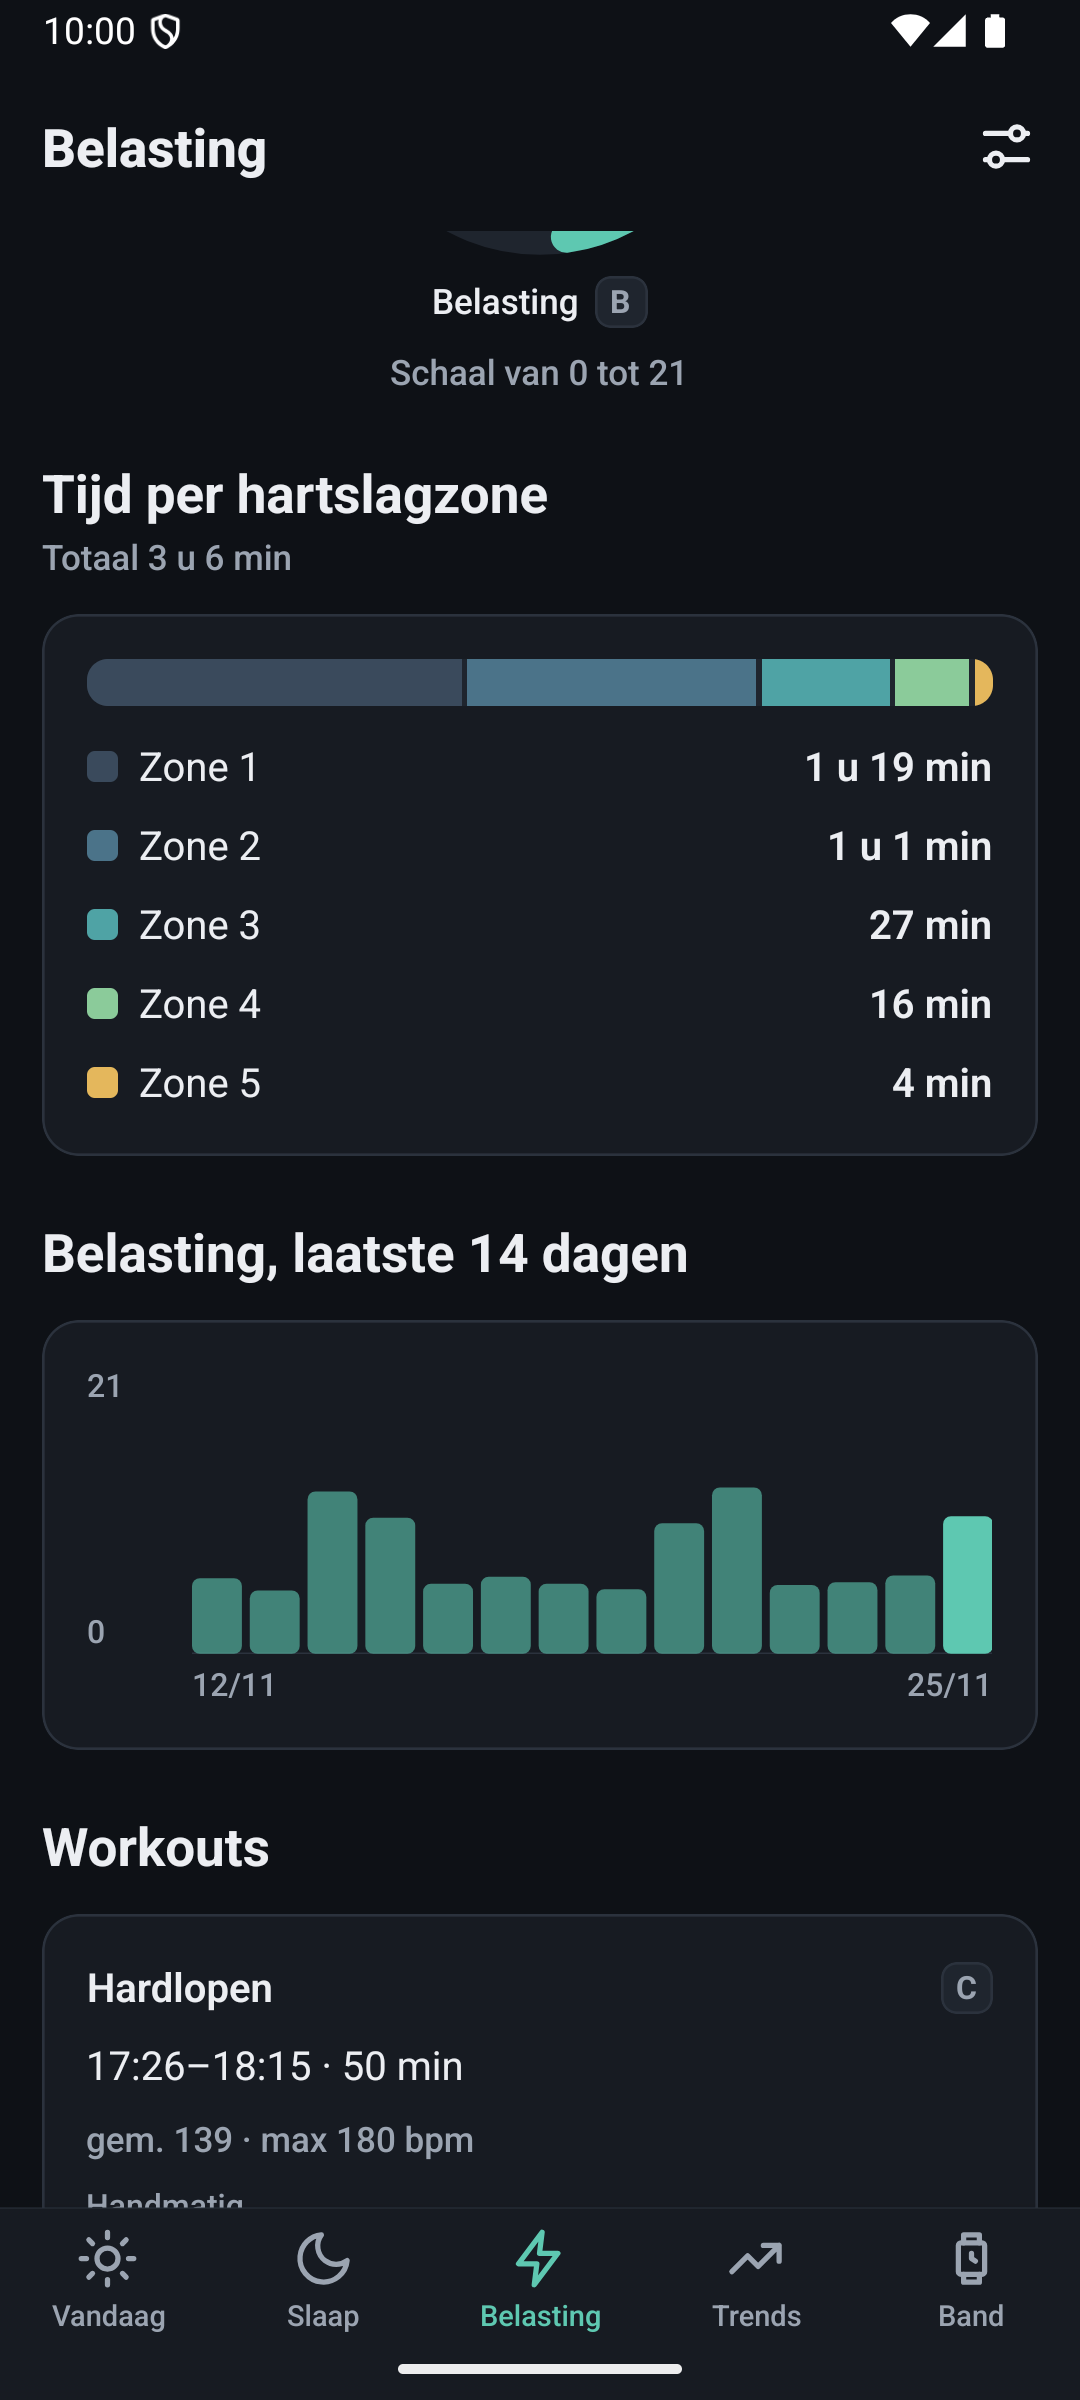 10:00
Belasting
Belasting B
Schaal van 0 tot 21
Tijd per hartslagzone
Totaal 3 u 6 min
Zone 1 1 u 19 min
Zone 2 1 u 1 min
Zone 3 27 min
Zone 4 16 min
Zone 5 4 min
Belasting, laatste 14 dagen
21
0
12/11 25/11
Workouts
Hardlopen C
17:26–18:15 · 50 min
gem. 139 · max 180 bpm
Handmatig
Vandaag Slaap Belasting Trends Band